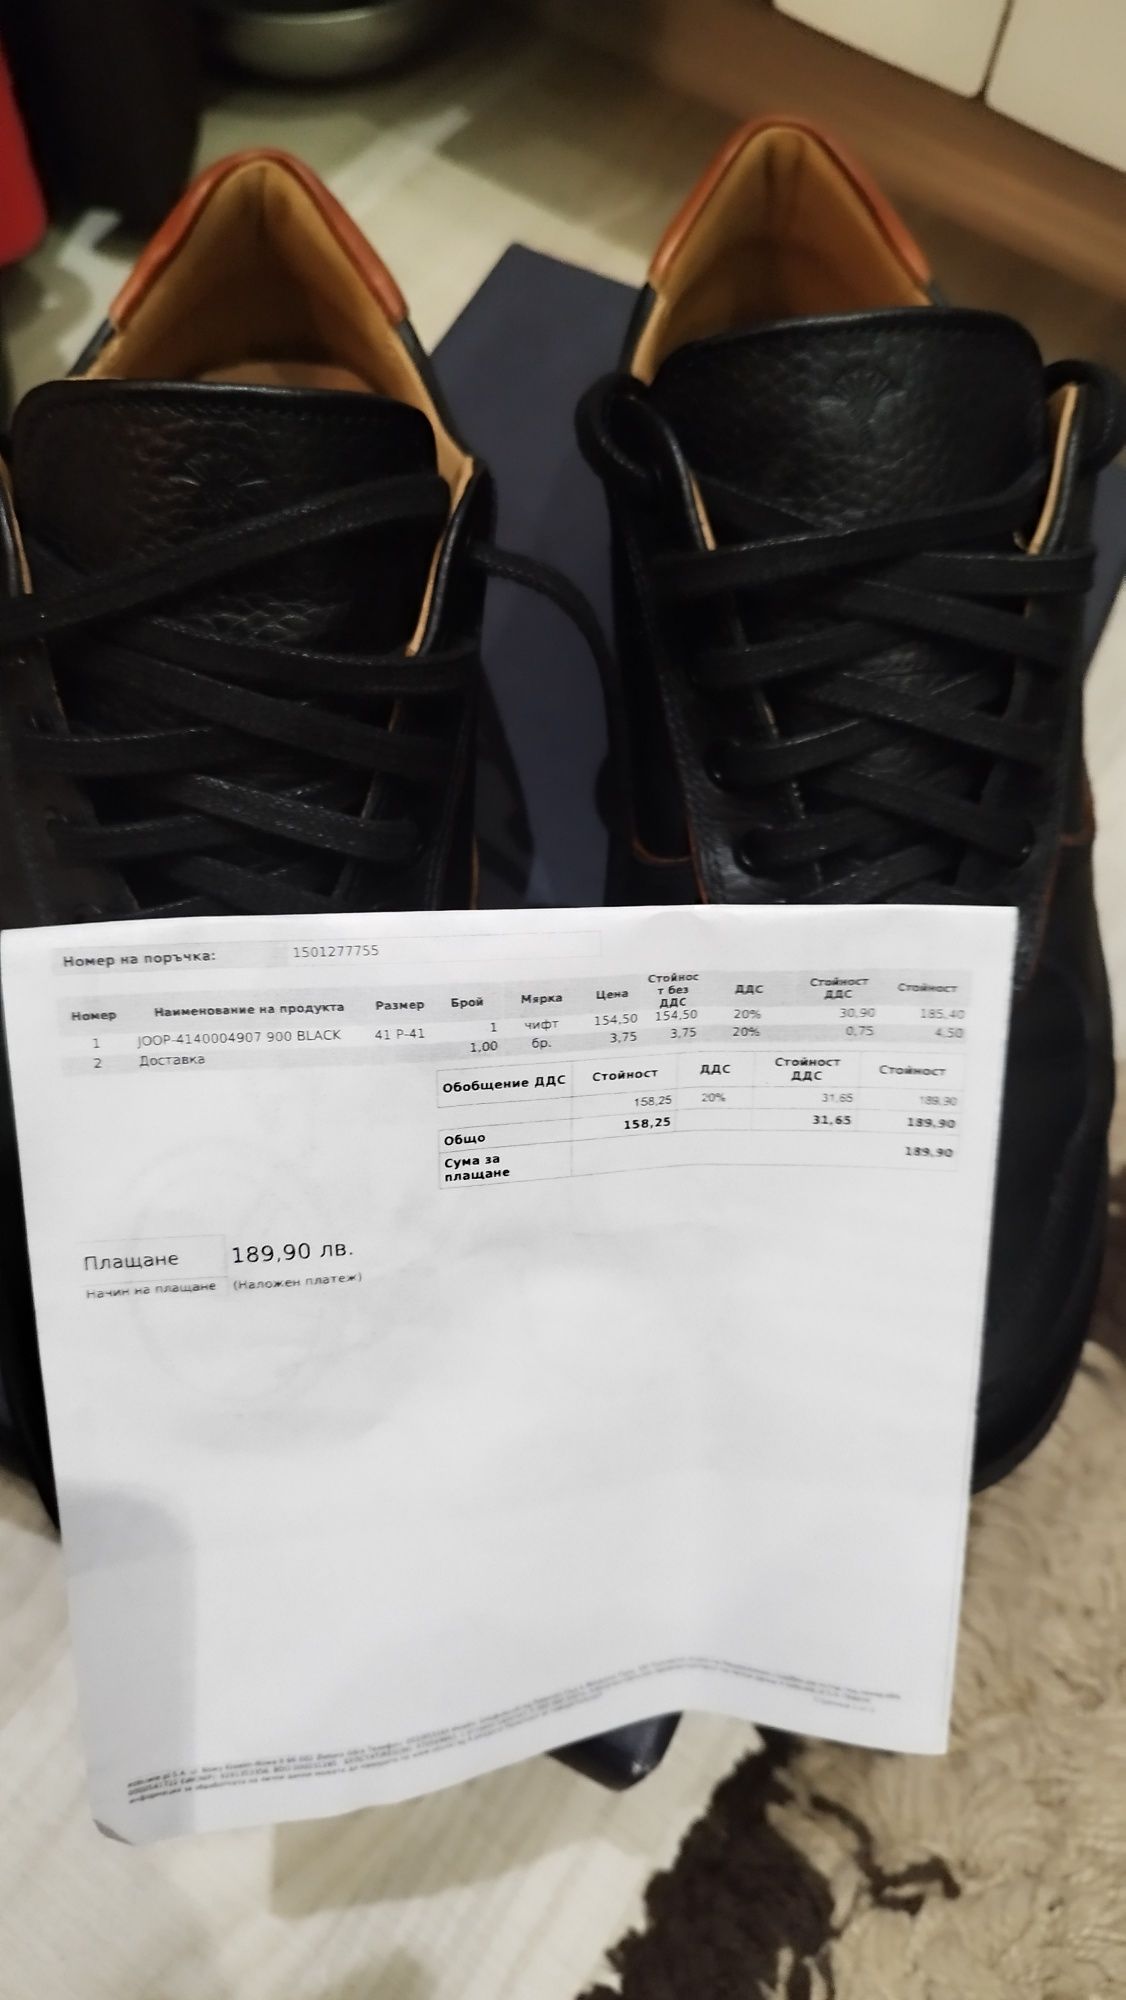 Номер на поръчка: 1501277755
Номер Наименование на продукта Размер Брой Мярка Цена Стойнос т без ДДС ДДС Стойност ДДС Стойност
1 JOOP-4140004907 900 BLACK 41 P-41 1 чифт 154,50 154,50 20% 30,90 185,40
2 Доставка 1,00 бр. 3,75 3,75 20% 0,75 4,50
Обобщение ДДС Стойност ДДС Стойност ДДС Стойност
158,25 20% 31,65 189,90
Общо 158,25 31,65 189,90
Сума за плащане 189,90
Плащане 189,90 лв.
Начин на плащане (Наложен платеж)